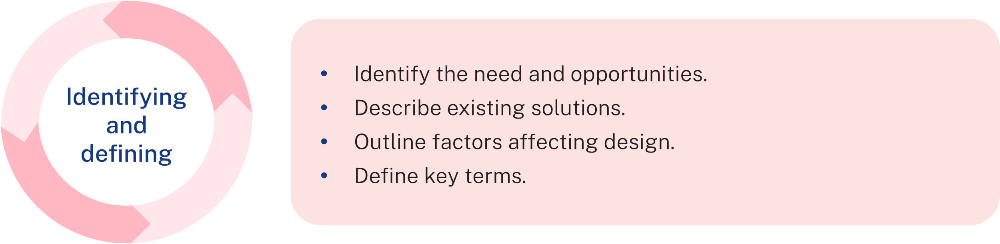 Identifying
and
defining
• Identify the need and opportunities.
• Describe existing solutions.
• Outline factors affecting design.
• Define key terms.